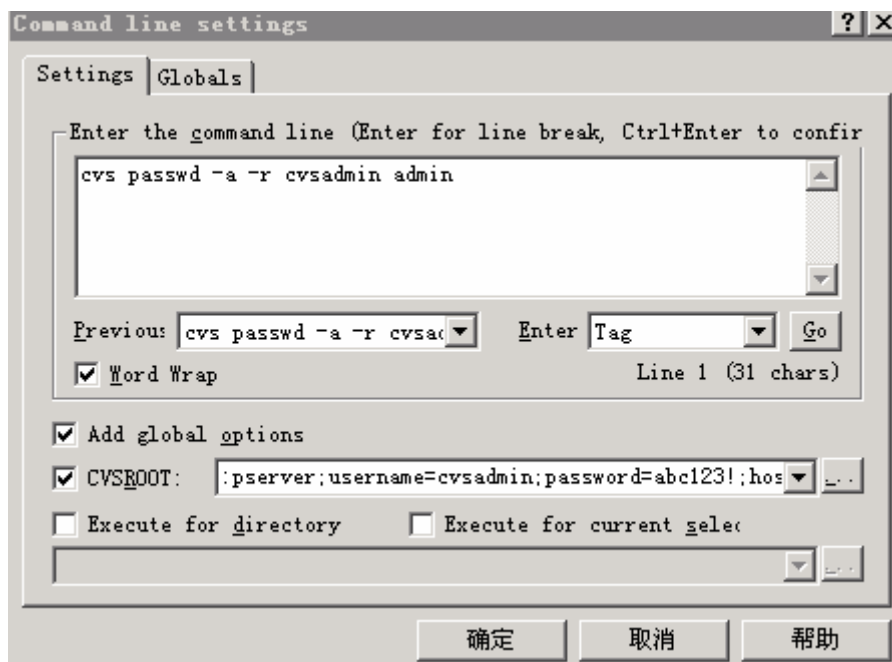 Command line settings
Settings Globals
Enter the command line (Enter for line break, Ctrl+Enter to confir
cvs passwd -a -r cvsadmin admin
Previous cvs passwd -a -r cvsac Enter Tag Go
Word Wrap Line 1 (31 chars)
Add global options
CVSROOT: :pserver;username=cvsadmin;password=abc123!;hos ...
Execute for directory Execute for current selec
...
确定 取消 帮助